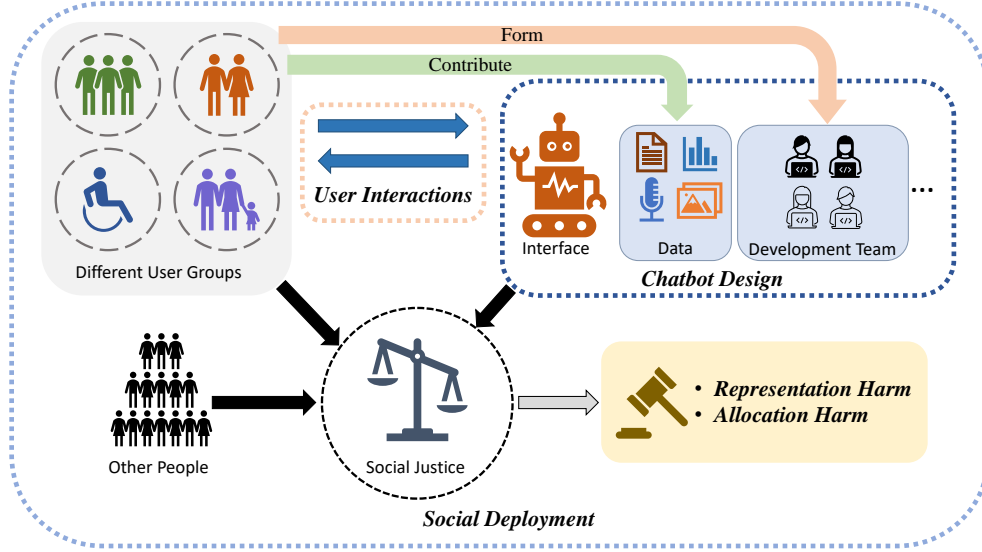 Form
Contribute
User Interactions
Different User Groups
Interface
Data
Development Team
...
Chatbot Design
Other People
Social Justice
• Representation Harm
• Allocation Harm
Social Deployment